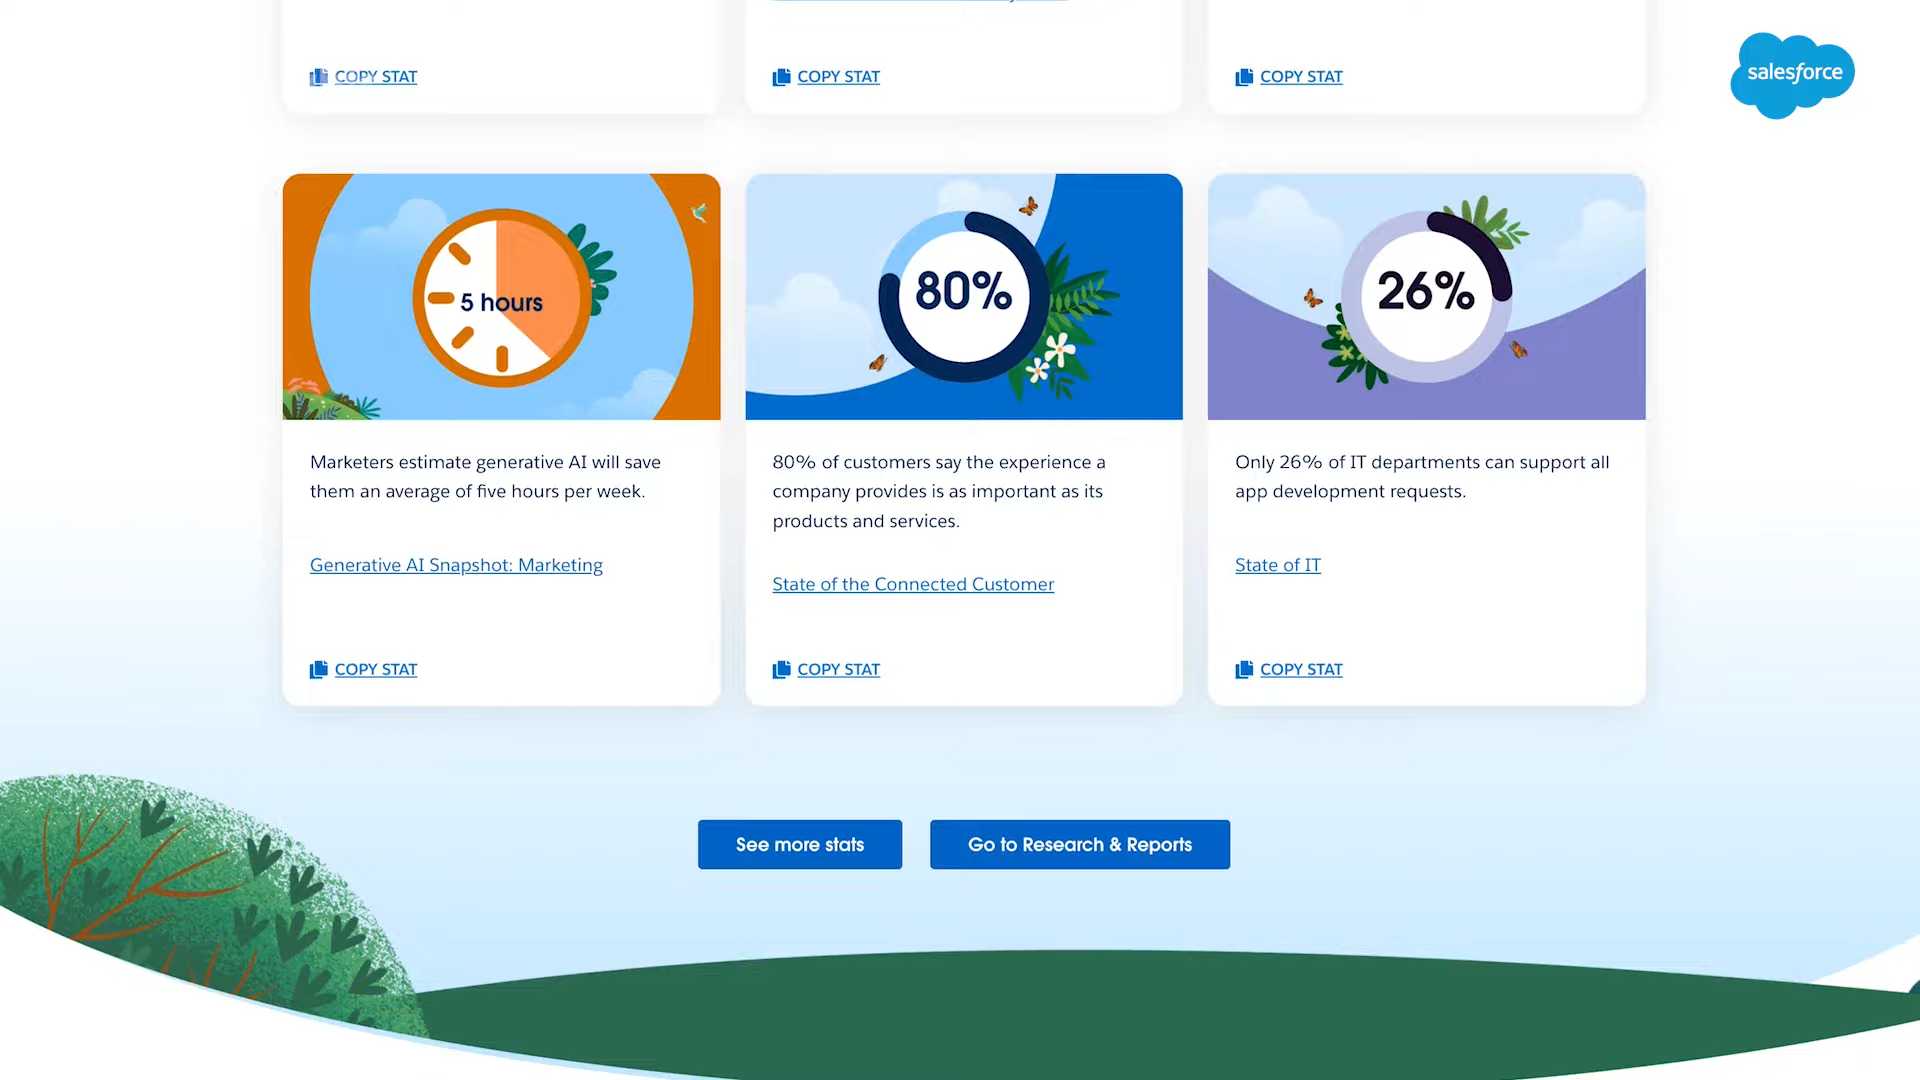 COPY STAT
COPY STAT
COPY STAT
salesforce
5 hours
80%
26%
Marketers estimate generative AI will save
them an average of five hours per week.
Generative AI Snapshot: Marketing
COPY STAT
80% of customers say the experience a
company provides is as important as its
products and services.
State of the Connected Customer
COPY STAT
Only 26% of IT departments can support all
app development requests.
State of IT
COPY STAT
See more stats
Go to Research & Reports